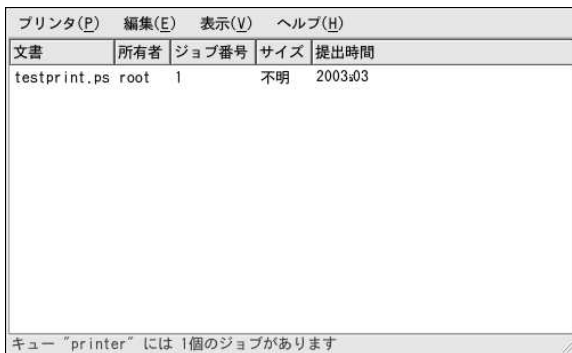 プリンタ(P) 編集(E) 表示(V) ヘルプ(H)
文書 所有者 ジョブ番号 サイズ 提出時間
testprint.ps root 1 不明
キュー "printer" には 1個のジョブがあります